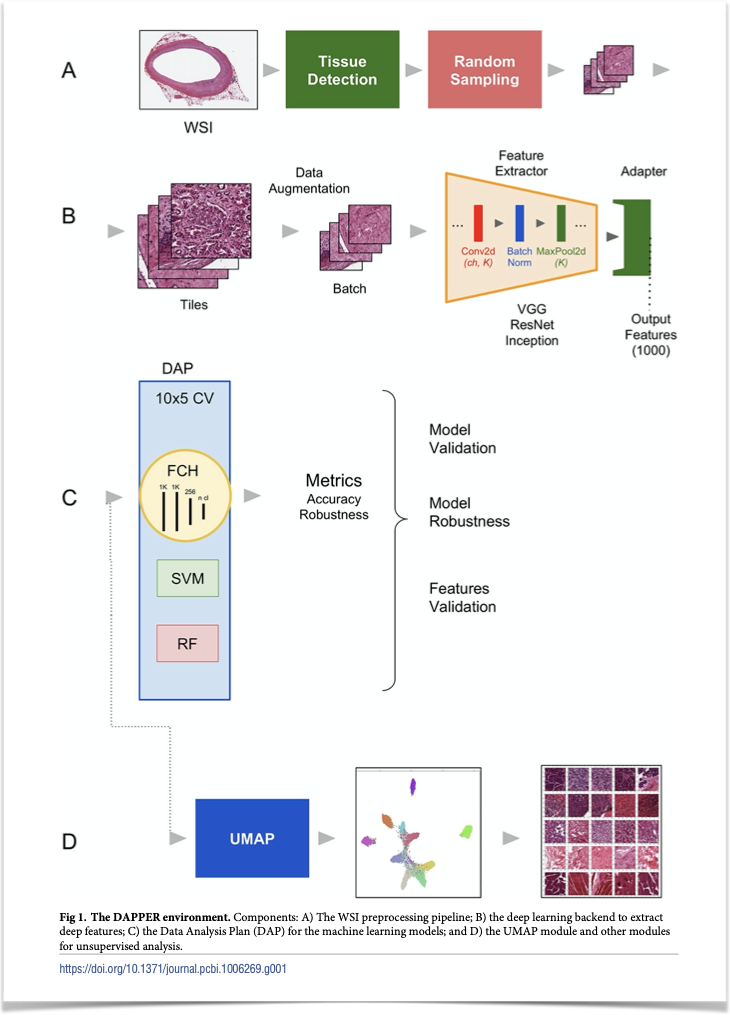 A
WSI
Tissue
Detection
Random
Sampling
B
Tiles
Data
Augmentation
Batch
Feature
Extractor
...
Conv2d
(ch, K)
Batch
Norm
MaxPool2d
(K)
...
VGG
ResNet
Inception
Adapter
Output
Features
(1000)
C
DAP
10x5 CV
FCH
1K 1K 256 n cl
SVM
RF
Metrics
Accuracy
Robustness
Model
Validation
Model
Robustness
Features
Validation
D
UMAP
Fig 1. The DAPPER environment. Components: A) The WSI preprocessing pipeline; B) the deep learning backend to extract
deep features; C) the Data Analysis Plan (DAP) for the machine learning models; and D) the UMAP module and other modules
for unsupervised analysis.
https://doi.org/10.1371/journal.pcbi.1006269.g001